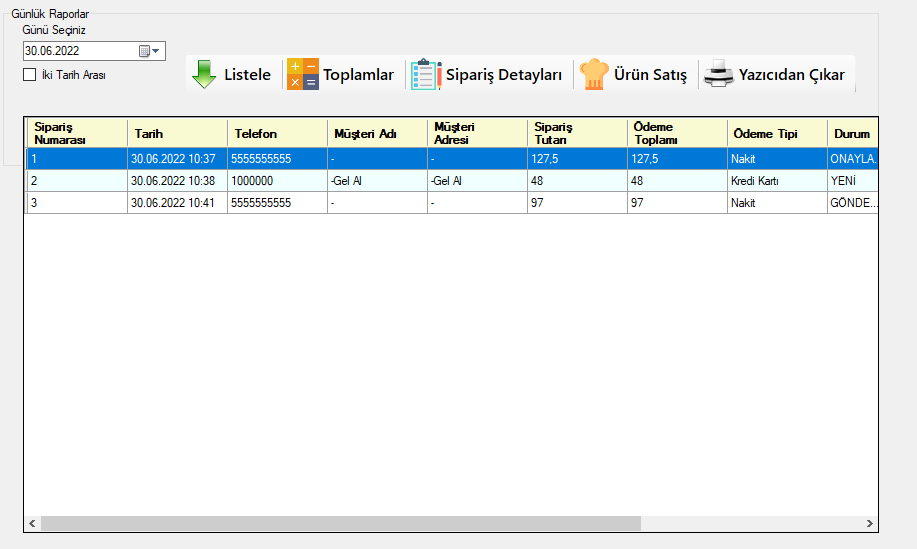 Günlük Raporlar
Günü Seçiniz
30.06.2022
İki Tarih Arası
Listele Toplamlar Sipariş Detayları Ürün Satış Yazıcıdan Çıkar
Sipariş Numarası Tarih Telefon Müşteri Adı Müşteri Adresi Sipariş Tutarı Ödeme Toplamı Ödeme Tipi Durum
1 30.06.2022 10:37 5555555555 - - 127,5 127,5 Nakit ONAYLA...
2 30.06.2022 10:38 1000000 -Gel Al -Gel Al 48 48 Kredi Kartı YENİ
3 30.06.2022 10:41 5555555555 - - 97 97 Nakit GÖNDE...